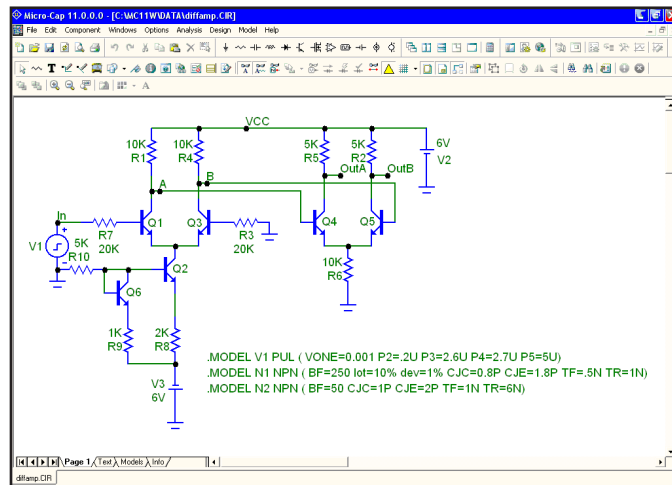 Micro-Cap 11.0.0.0 - [C:\MC11W\DATA\diffamp.CIR]
File Edit Component Windows Options Analysis Design Model Help
VCC
10K
R1
10K
R4
5K
R5
5K
R2
6V
V2
OutA
OutB
A
B
In
R7
20K
Q1
Q3
R3
20K
Q4
Q5
V1
5K
R10
Q2
10K
R6
Q6
1K
R9
2K
R8
V3
6V
.MODEL V1 PUL ( VONE=0.001 P2=.2U P3=2.6U P4=2.7U P5=5U)
.MODEL N1 NPN ( BF=250 lot=10% dev=1% CJC=0.8P CJE=1.8P TF=.5N TR=1N)
.MODEL N2 NPN ( BF=50 CJC=1P CJE=2P TF=1N TR=6N)
Page 1 Text Models Info
diffamp.CIR